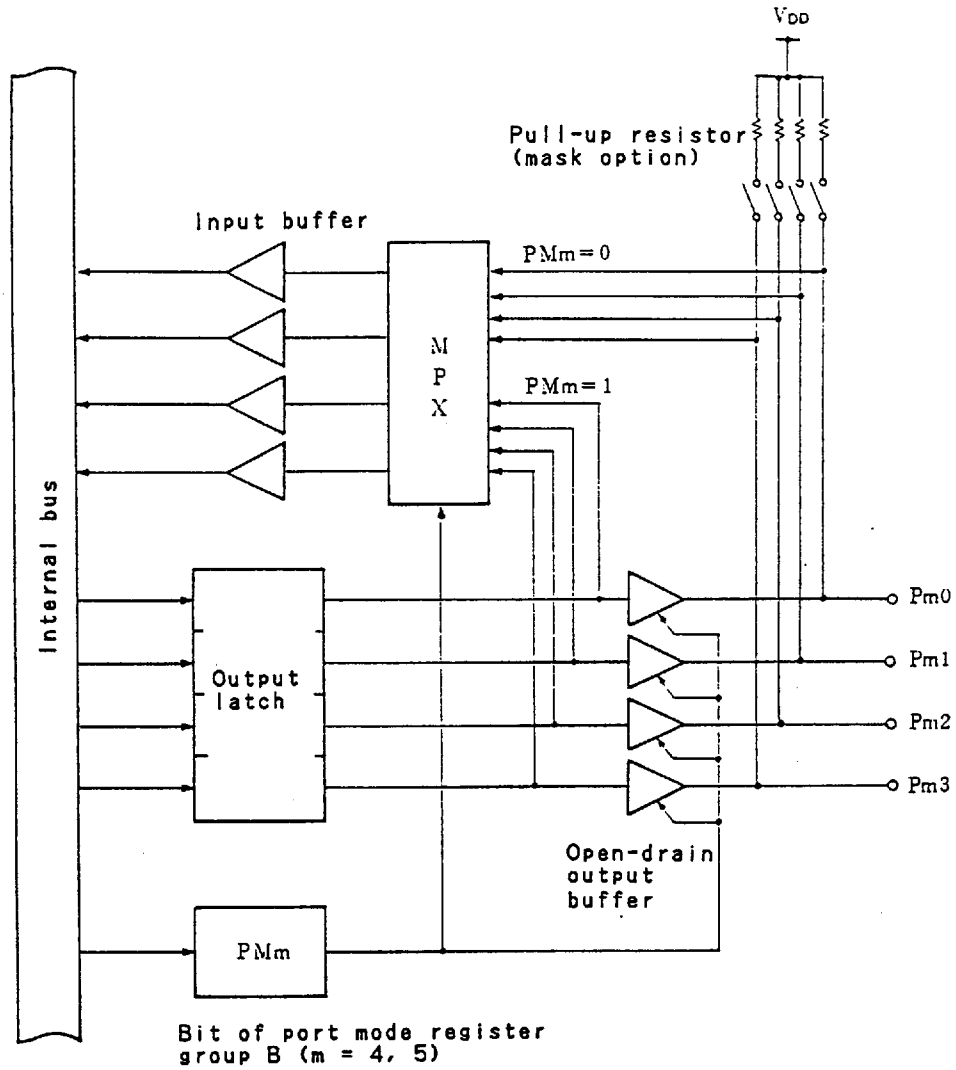 VDD
Pull-up resistor
(mask option)
Input buffer
PMm=0
M
P
X
PMm=1
Internal bus
Output
latch
Pm0
Pm1
Pm2
Pm3
Open-drain
output
buffer
PMm
Bit of port mode register
group B (m = 4, 5)